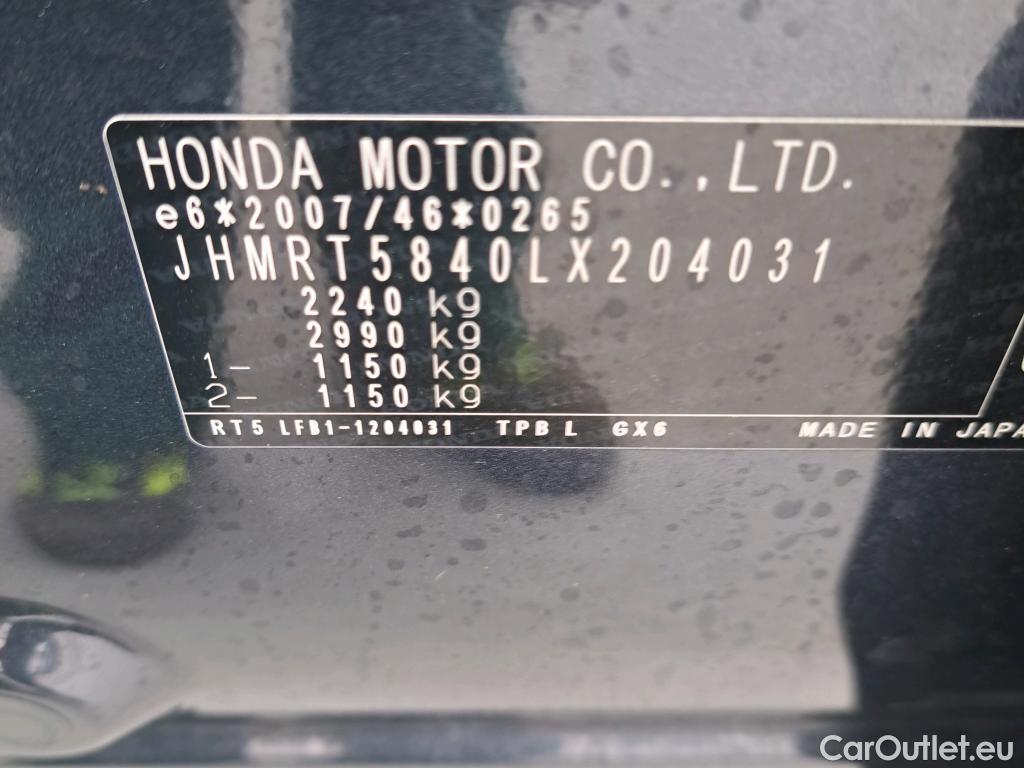 HONDA MOTOR CO.,LTD.
e6*2007/46*0265
JHMRT5840LX204031
2240 kg
2990 kg
1- 1150 kg
2- 1150 kg
RT5 LFB1-1204031 TPB L GX6 MADE IN JAPA
CarOutlet.eu